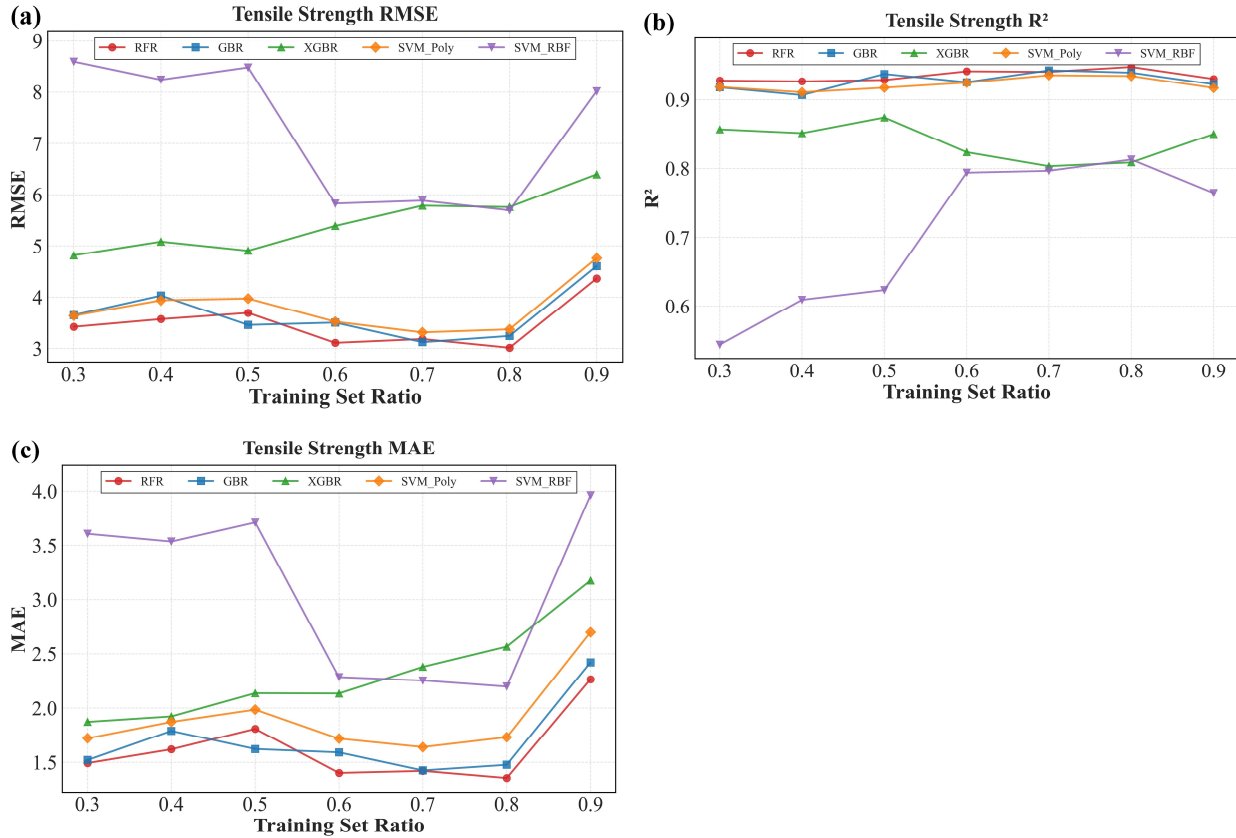 (a)
Tensile Strength RMSE
RFR GBR XGBR SVM_Poly SVM_RBF
RMSE
9
8
7
6
5
4
3
0.3 0.4 0.5 0.6 0.7 0.8 0.9
Training Set Ratio
(b)
Tensile Strength R²
RFR GBR XGBR SVM_Poly SVM_RBF
R²
0.9
0.8
0.7
0.6
0.3 0.4 0.5 0.6 0.7 0.8 0.9
Training Set Ratio
(c)
Tensile Strength MAE
RFR GBR XGBR SVM_Poly SVM_RBF
MAE
4.0
3.5
3.0
2.5
2.0
1.5
0.3 0.4 0.5 0.6 0.7 0.8 0.9
Training Set Ratio